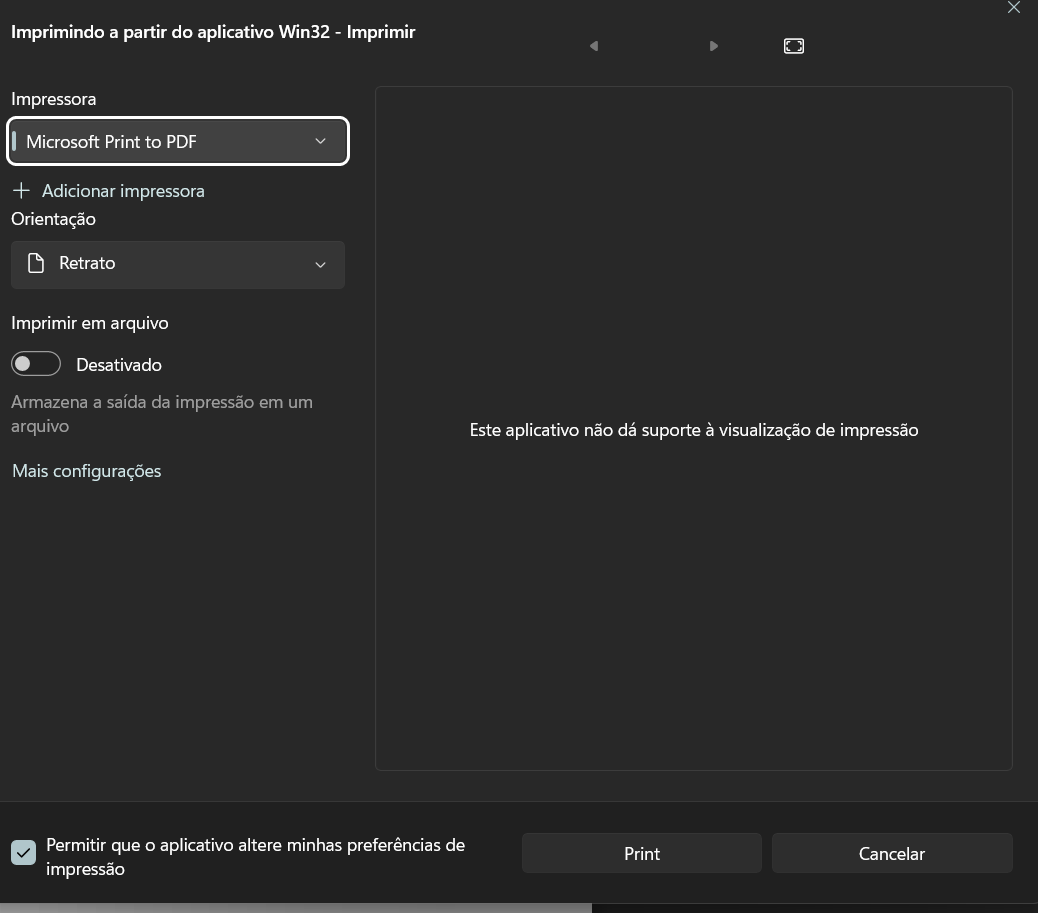 Imprimindo a partir do aplicativo Win32 - Imprimir
Impressora
Microsoft Print to PDF
Adicionar impressora
Orientação
Retrato
Imprimir em arquivo
Desativado
Armazena a saída da impressão em um
arquivo
Mais configurações
Este aplicativo não dá suporte à visualização de impressão
Permitir que o aplicativo altere minhas preferências de
impressão
Print
Cancelar